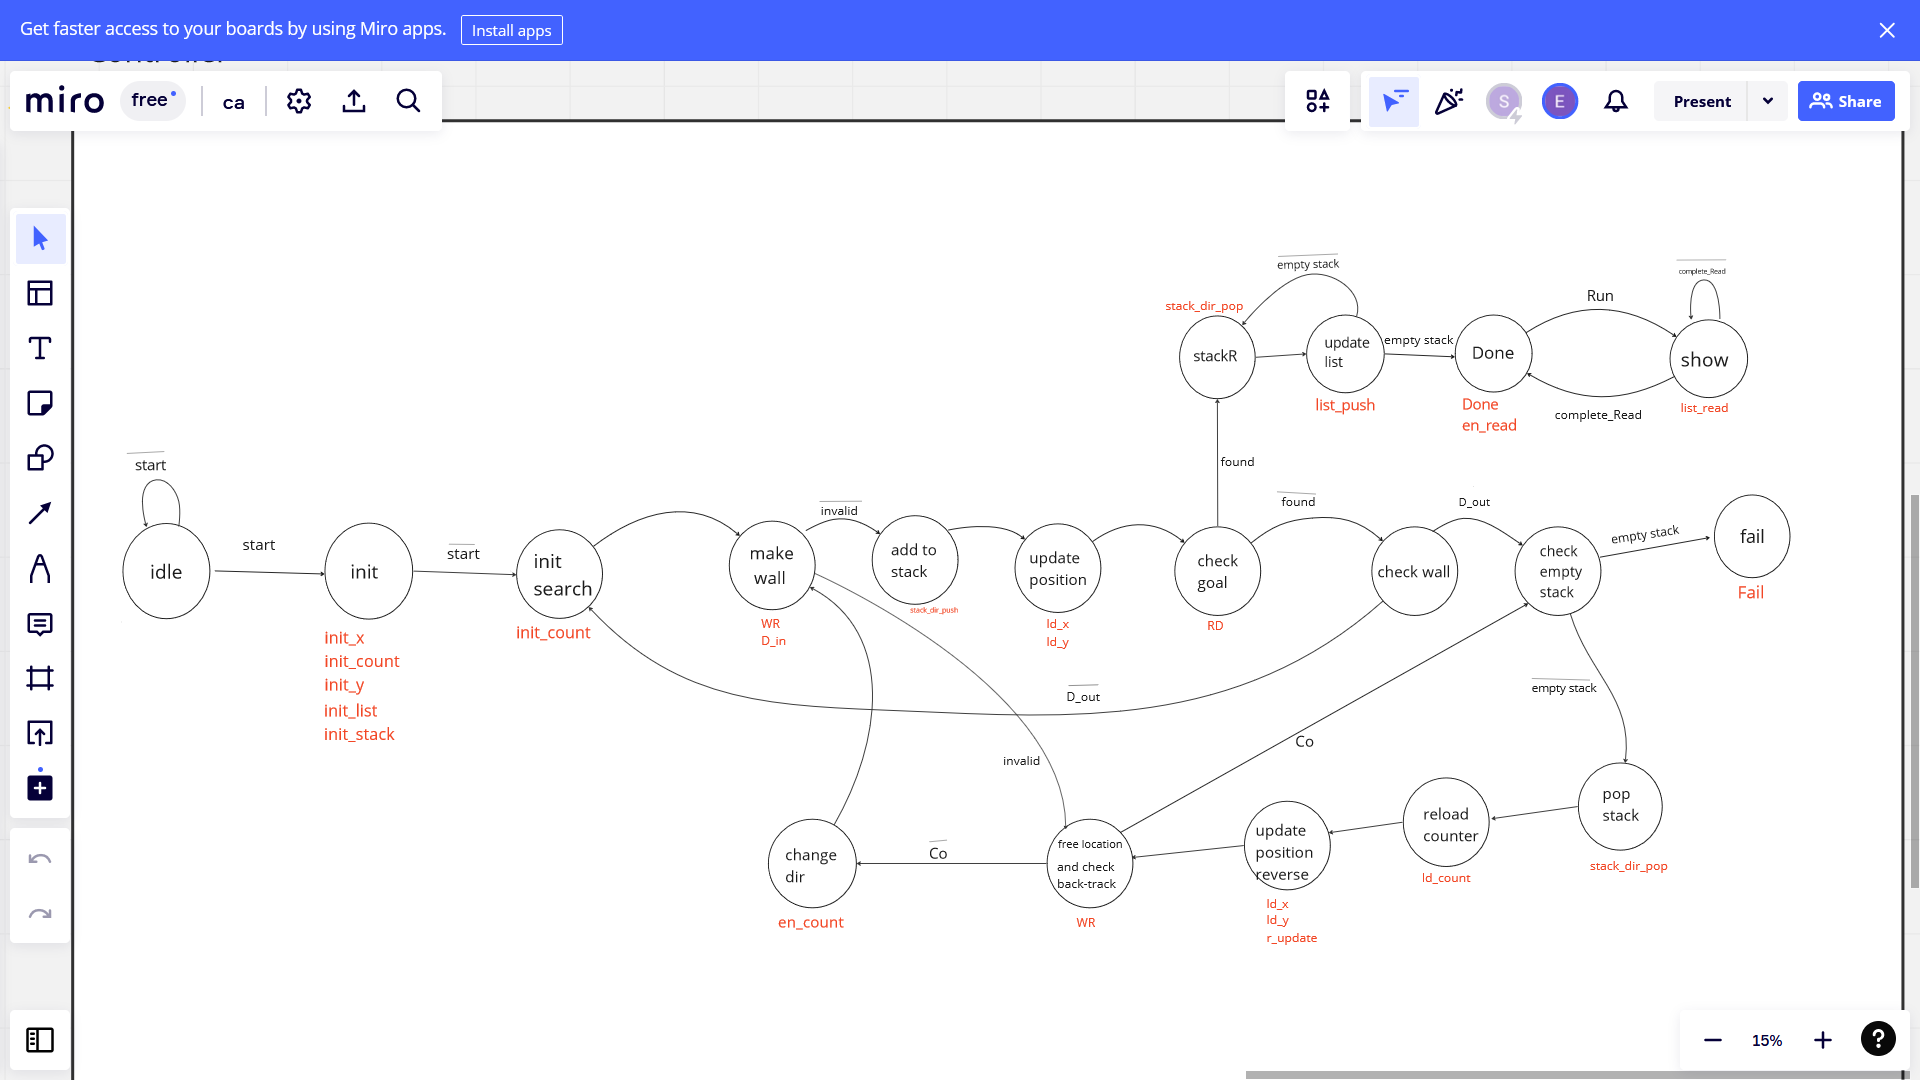 Get faster access to your boards by using Miro apps.
Install apps
miro
free
ca
S
E
Present
Share
empty stack
complete_Read
Run
stack_dir_pop
stackR
update
list
empty stack
Done
show
list_push
Done
en_read
complete_Read
list_read
found
start
idle
start
init
start
init
search
make
wall
invalid
add to
stack
update
position
check
goal
found
check wall
D_out
check
empty
stack
empty stack
fail
Fail
init_x
init_count
init_y
init_list
init_stack
init_count
WR
D_in
stack_dir_push
ld_x
ld_y
RD
D_out
empty stack
Co
invalid
change
dir
en_count
Co
free location
and check
back-track
WR
update
position
reverse
ld_x
ld_y
r_update
reload
counter
ld_count
pop
stack
stack_dir_pop
15%